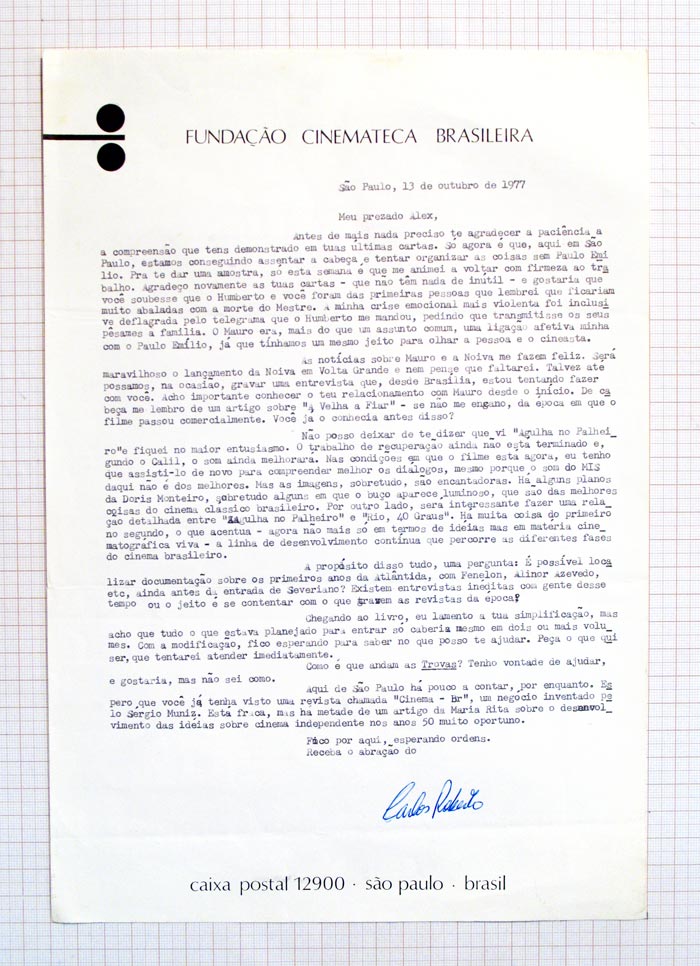 FUNDAÇÃO CINEMATECA BRASILEIRA
São Paulo, 13 de outubro de 1977
Meu prezado Alex,
Antes de mais nada preciso te agradecer a paciência a
a compreensão que tens demonstrado em tuas últimas cartas. Só agora é que, aqui em São
Paulo, estamos conseguindo assentar a cabeça e tentar organizar as coisas sem Paulo Emí
lio. Pra te dar uma amostra, só esta semana é que me animei a voltar com firmeza ao tra
balho. Agradeço novamente as tuas cartas - que não têm nada de inútil - e gostaria que
você soubesse que o Humberto e você foram das primeiras pessoas que lembrei que ficariam
muito abaladas com a morte do Mestre. A minha crise emocional mais violenta foi inclusi
ve deflagrada pelo telegrama que o Humberto me mandou, pedindo que transmitisse os seus
pêsames a família. O Mauro era, mais do que um assunto comum, uma ligação afetiva minha
com o Paulo Emílio, já que tínhamos um mesmo jeito para olhar a pessoa e o cineasta.
As notícias sobre Mauro e a Noiva me fazem feliz. Será
maravilhoso o lançamento da Noiva em Volta Grande e nem pense que faltarei. Talvez até
possamos, na ocasião, gravar uma entrevista que, desde Brasília, estou tentando fazer
com você. Acho importante conhecer o teu relacionamento com Mauro desde o início. De ca
beça me lembro de um artigo sobre "A Velha a Fiar" - se não me engano, da época em que o
filme passou comercialmente. Você já o conhecia antes disso?
Não posso deixar de te dizer que vi "Agulha no Palhei_
ro"e fiquei no maior entusiasmo. O trabalho de recuperação ainda não está terminado e,
gundo o Calil, o som ainda melhorará. Nas condições em que o filme está agora, eu tenho
que assistí-lo de novo para compreender melhor os diálogos, mesmo porque o som do MIS
daqui não é dos melhores. Mas as imagens, sobretudo, são encantadoras. Há alguns planos
da Doris Monteiro, sobretudo alguns em que o buço aparece luminoso, que são das melhores
coisas do cinema clássico brasileiro. Por outro lado, sera interessante fazer uma rela_
ção detalhada entre "Agulha no Palheiro" e "Rio, 40 Graus". Há muita coisa do primeiro
no segundo, o que acentua - agora não mais só em termos de ideias mas em materia cine_
matográfica viva - a linha de desenvolvimento contínua que percorre as diferentes fases
do cinema brasileiro.
A propósito disso tudo, uma pergunta: É possível loca
lizar documentação sobre os primeiros anos da Atlântida, com Fenelon, Alinor Azevedo,
etc, ainda antes da entrada de Severiano? Existem entrevistas inéditas com gente desse
tempo ou o jeito é se contentar com o que trazem as revistas da época?
Chegando ao livro, eu lamento a tua simplificação, mas
acho que tudo o que estava planejado para entrar só caberia mesmo em dois ou mais volu_
mes. Com a modificação, fico esperando para saber no que posso te ajudar. Peça o que qui
ser, que tentarei atender imediatamente.
Como é que andam as Trovas? Tenho vontade de ajudar,
e gostaria, mas não sei como.
Aqui de São Paulo há pouco a contar, por enquanto. Es
pero que você já tenha visto uma revista chamada "Cinema - Br", um negócio inventado pe
lo Sérgio Muniz. Está fraca, mas há metade de um artigo da Maria Rita sobre o desenvol_
vimento das ideias sobre cinema independente nos anos 50 muito oportuno.
Fico por aqui, esperando ordens.
Receba o abração do
Carlos Roberto
caixa postal 12900 · são paulo · brasil